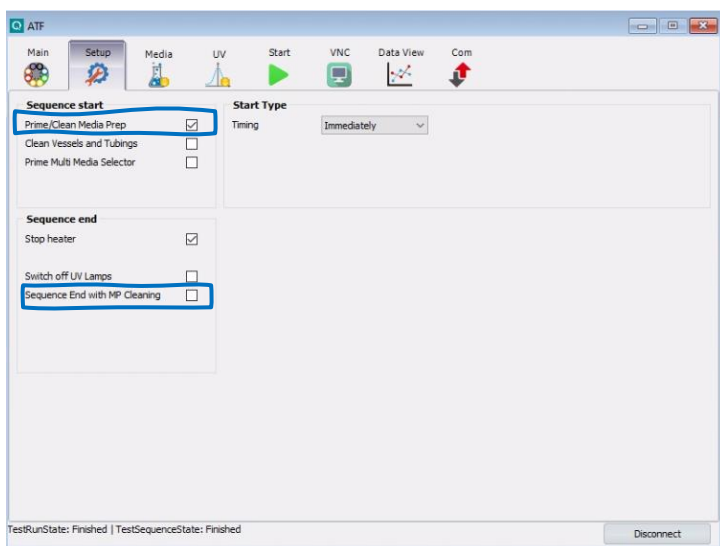 ATF
Main Setup Media UV Start VNC Data View Com
Sequence start
Prime/Clean Media Prep
Clean Vessels and Tubings
Prime Multi Media Selector
Start Type
Timing Immediately
Sequence end
Stop heater
Switch off UV Lamps
Sequence End with MP Cleaning
TestRunState: Finished | TestSequenceState: Finished
Disconnect